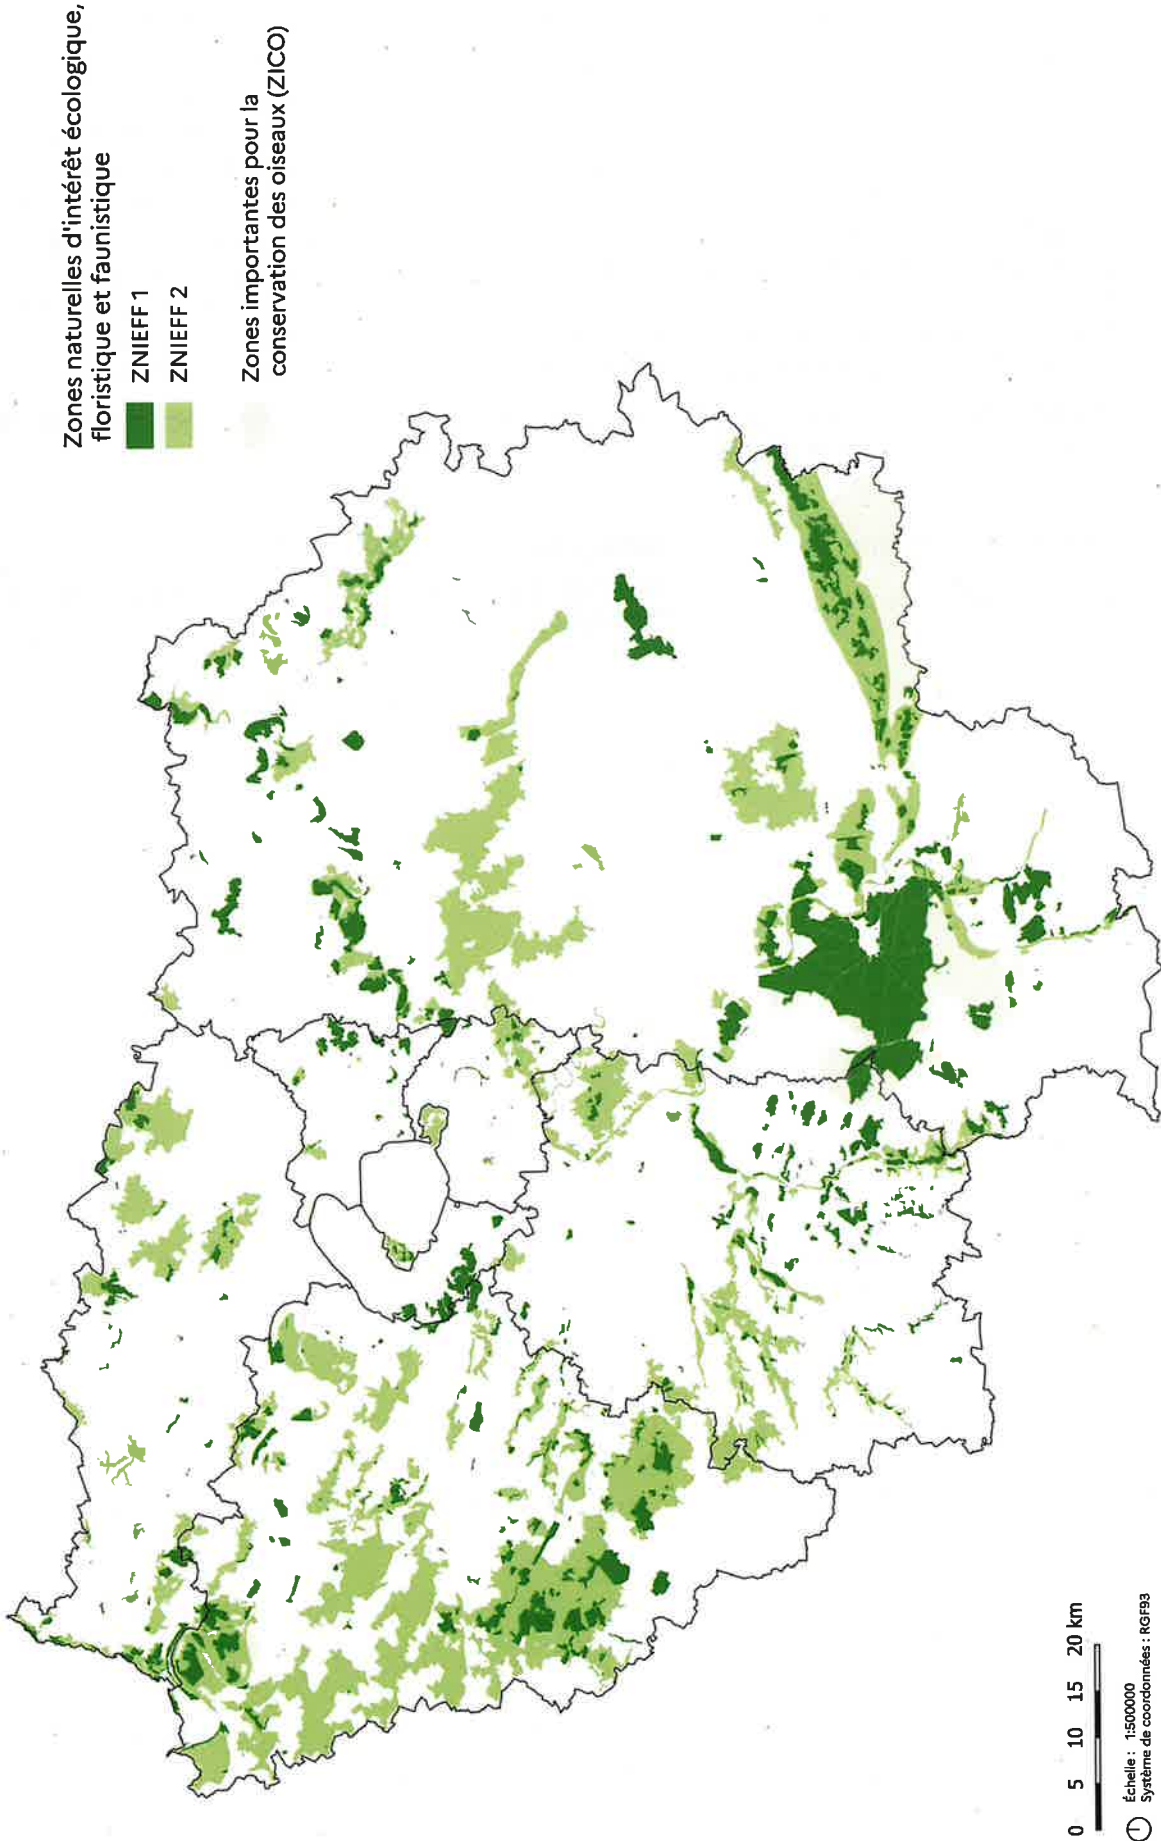 Zones naturelles d'intérêt écologique,
floristique et faunistique
ZNIEFF 1
ZNIEFF 2
Zones importantes pour la
conservation des oiseaux (ZICO)
0 5 10 15 20 km
Échelle : 1:500000
Système de coordonnées : RGF93